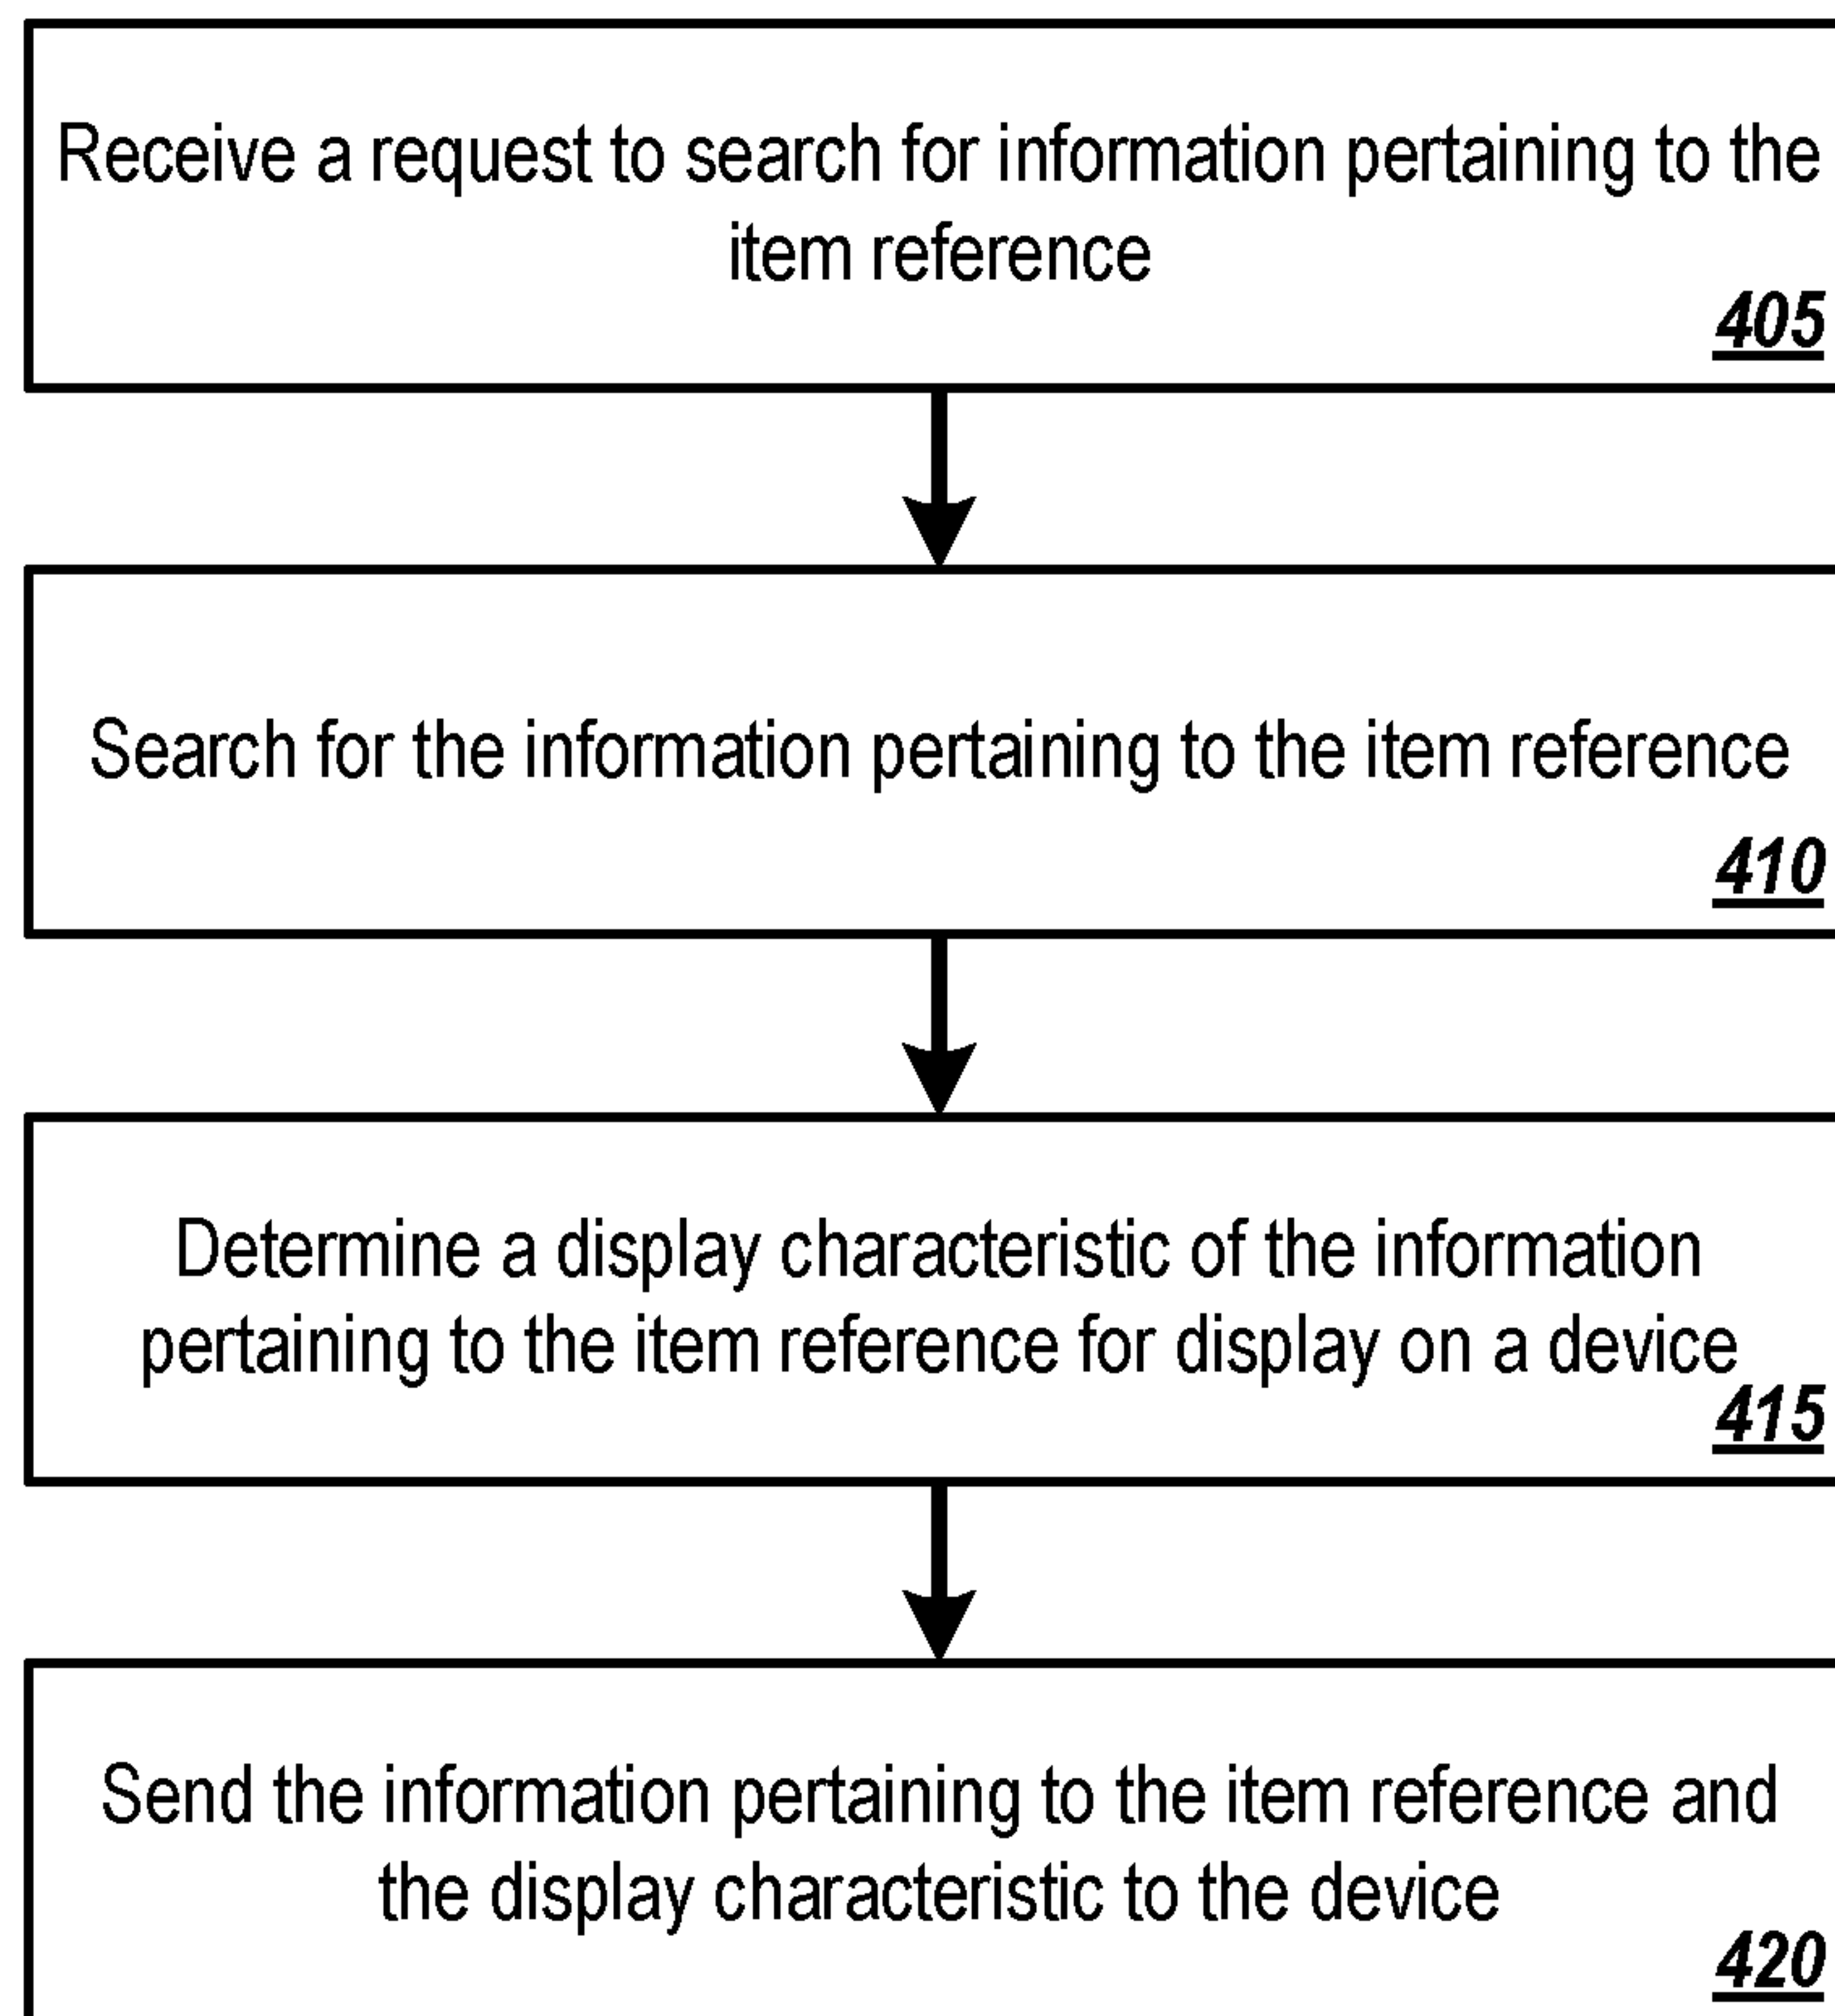 Receive a request to search for information pertaining to the
item reference
405
Search for the information pertaining to the item reference
410
Determine a display characteristic of the information
pertaining to the item reference for display on a device
415
Send the information pertaining to the item reference and
the display characteristic to the device
420